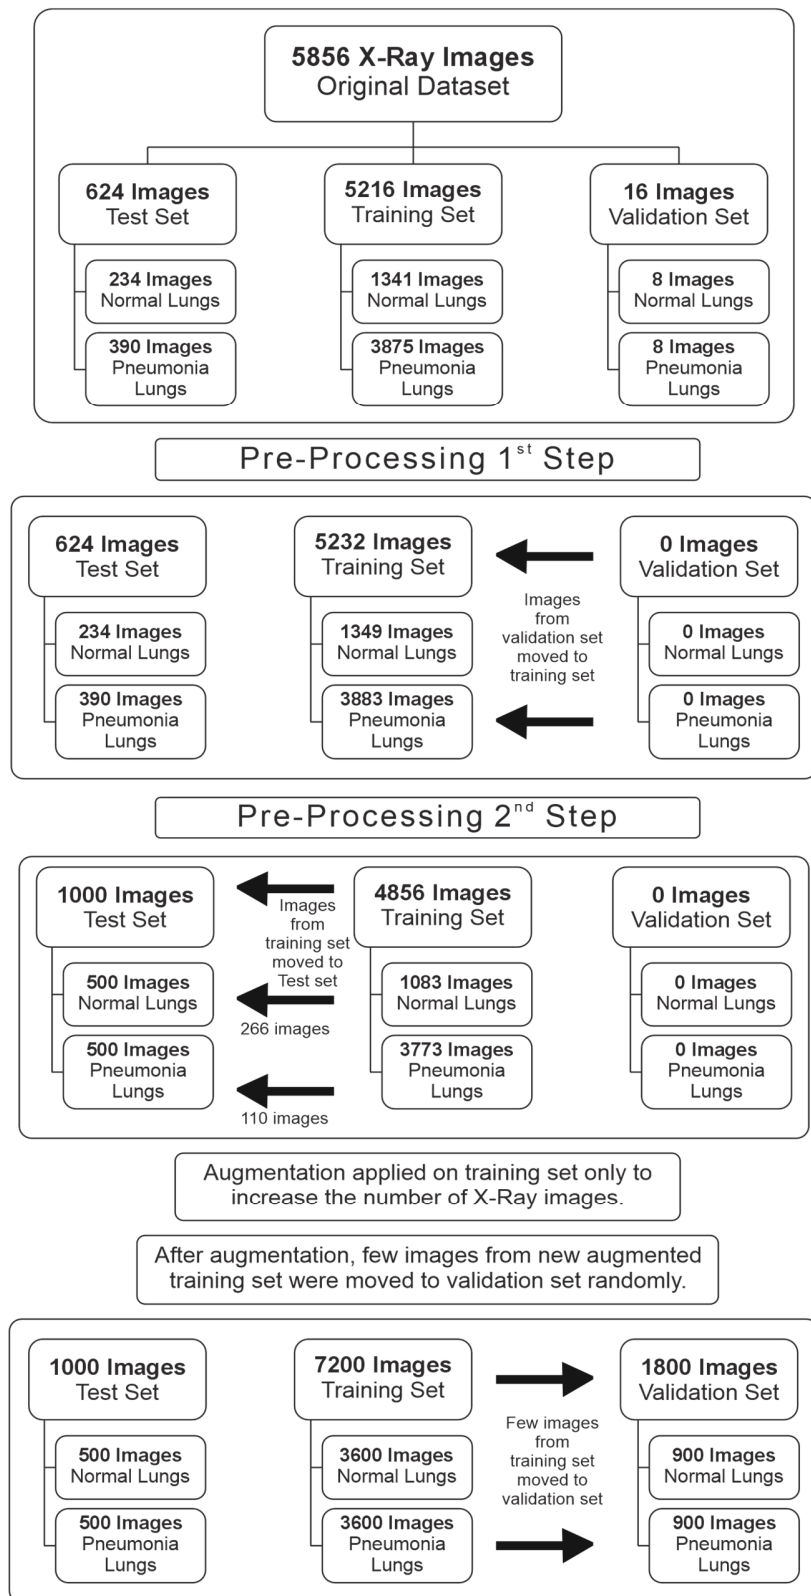 5856 X-Ray Images
Original Dataset
624 Images
Test Set
234 Images
Normal Lungs
390 Images
Pneumonia
Lungs
5216 Images
Training Set
1341 Images
Normal Lungs
3875 Images
Pneumonia
Lungs
16 Images
Validation Set
8 Images
Normal Lungs
8 Images
Pneumonia
Lungs
Pre-Processing 1st Step
624 Images
Test Set
234 Images
Normal Lungs
390 Images
Pneumonia
Lungs
5232 Images
Training Set
1349 Images
Normal Lungs
3883 Images
Pneumonia
Lungs
Images
from
validation set
moved to
training set
0 Images
Validation Set
0 Images
Normal Lungs
0 Images
Pneumonia
Lungs
Pre-Processing 2nd Step
1000 Images
Test Set
500 Images
Normal Lungs
500 Images
Pneumonia
Lungs
Images
from
training set
moved to
Test set
266 images
110 images
4856 Images
Training Set
1083 Images
Normal Lungs
3773 Images
Pneumonia
Lungs
0 Images
Validation Set
0 Images
Normal Lungs
0 Images
Pneumonia
Lungs
Augmentation applied on training set only to
increase the number of X-Ray images.
After augmentation, few images from new augmented
training set were moved to validation set randomly.
1000 Images
Test Set
500 Images
Normal Lungs
500 Images
Pneumonia
Lungs
7200 Images
Training Set
3600 Images
Normal Lungs
3600 Images
Pneumonia
Lungs
Few images
from
training set
moved to
validation set
1800 Images
Validation Set
900 Images
Normal Lungs
900 Images
Pneumonia
Lungs